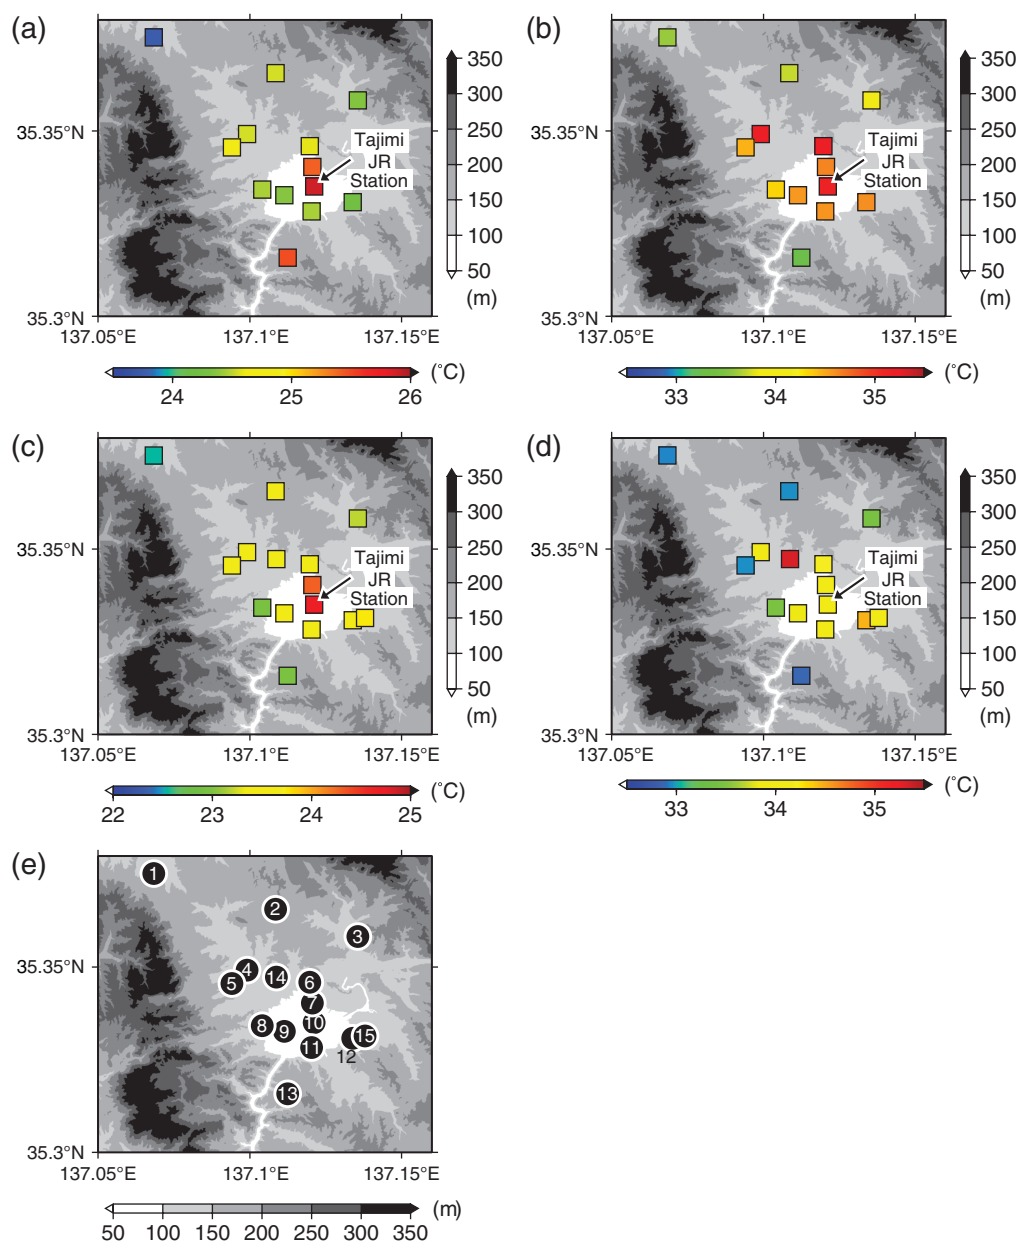 (a)
35.35°N
35.3°N
137.05°E
137.1°E
137.15°E
Tajimi
JR
Station
350
300
250
200
150
100
50
(m)
24
25
26
(°C)
(b)
35.35°N
35.3°N
137.05°E
137.1°E
137.15°E
Tajimi
JR
Station
350
300
250
200
150
100
50
(m)
33
34
35
(°C)
(c)
35.35°N
35.3°N
137.05°E
137.1°E
137.15°E
Tajimi
JR
Station
350
300
250
200
150
100
50
(m)
22
23
24
25
(°C)
(d)
35.35°N
35.3°N
137.05°E
137.1°E
137.15°E
Tajimi
JR
Station
350
300
250
200
150
100
50
(m)
33
34
35
(°C)
(e)
1
2
3
4
14
6
5
7
8
9
10
11
15
12
13
35.35°N
35.3°N
137.05°E
137.1°E
137.15°E
(m)
50 100 150 200 250 300 350